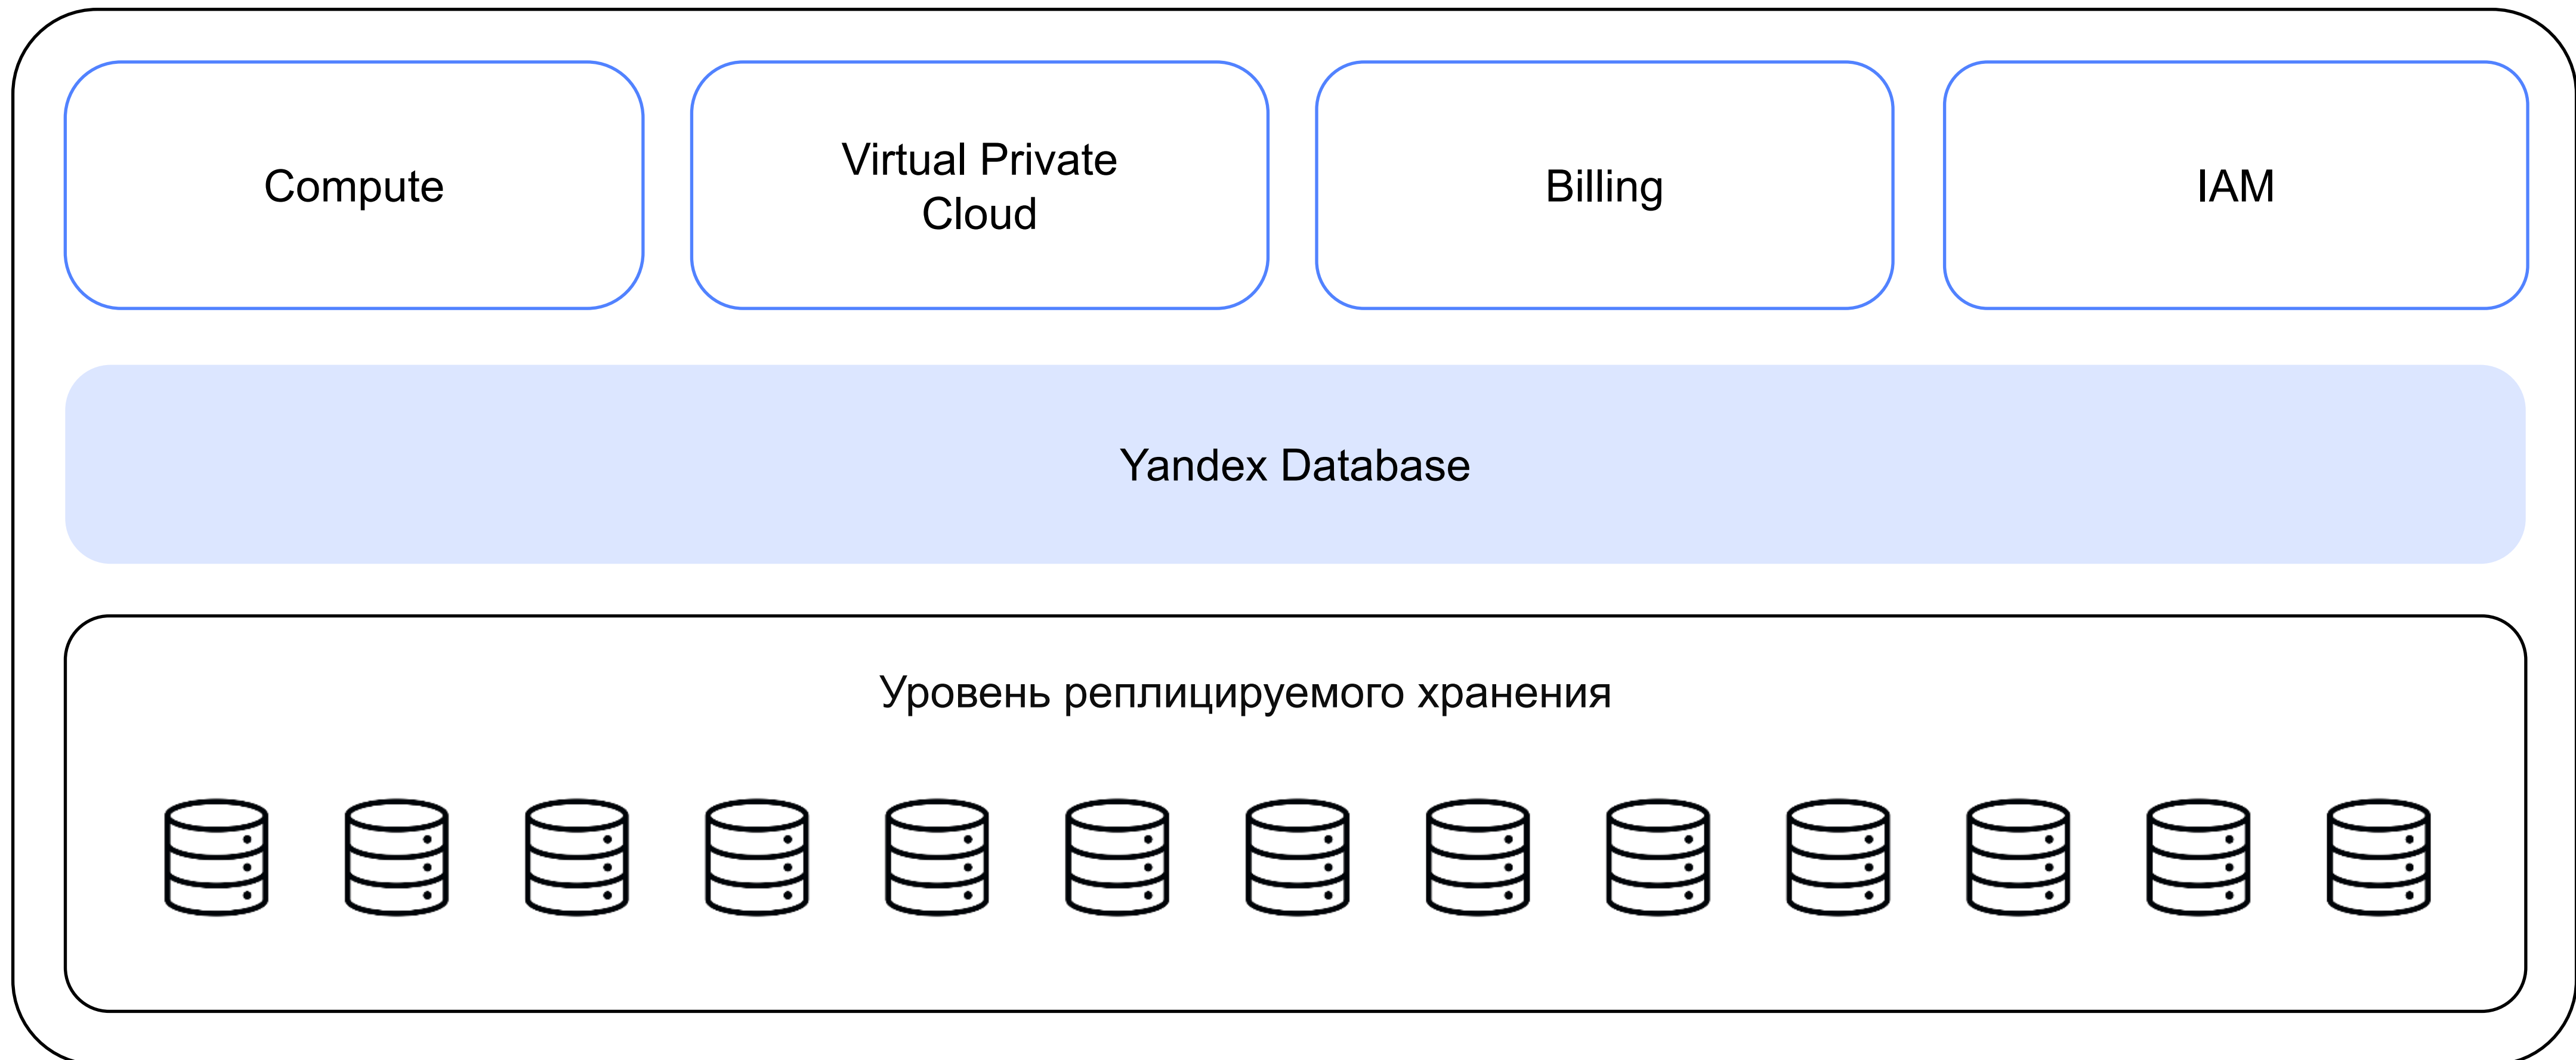 Compute
Virtual Private
Cloud
Billing
IAM
Yandex Database
Уровень реплицируемого хранения